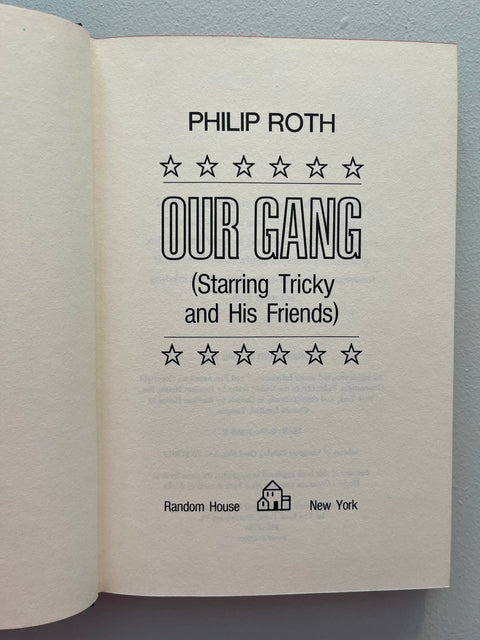 PHILIP ROTH
OUR GANG
(Starring Tricky
and His Friends)
Random House New York